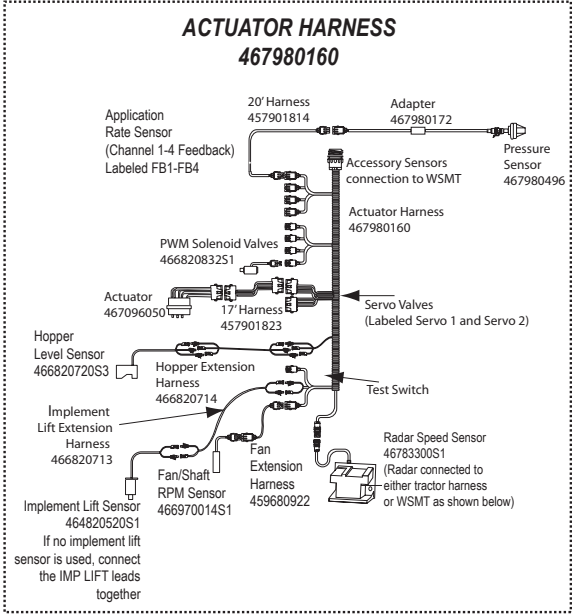 ACTUATOR HARNESS
467980160
20' Harness
457901814
Adapter
467980172
Application
Rate Sensor
(Channel 1-4 Feedback)
Labeled FB1-FB4
Pressure
Sensor
467980496
Accessory Sensors
connection to WSMT
Actuator Harness
467980160
PWM Solenoid Valves
46682083251
Actuator
467096050
17' Harness
457901823
Servo Valves
(Labeled Servo 1 and Servo 2)
Hopper
Level Sensor
466820720S3
Hopper Extension
Harness
466820714
Test Switch
Implement
Lift Extension
Harness
466820713
Fan/Shaft
RPM Sensor
466970014S1
Fan
Extension
Harness
459680922
Radar Speed Sensor
46783300S1
(Radar connected to
either tractor harness
or WSMT as shown below)
Implement Lift Sensor
464820520S1
If no implement lift
sensor is used, connect
the IMP LIFT leads
together